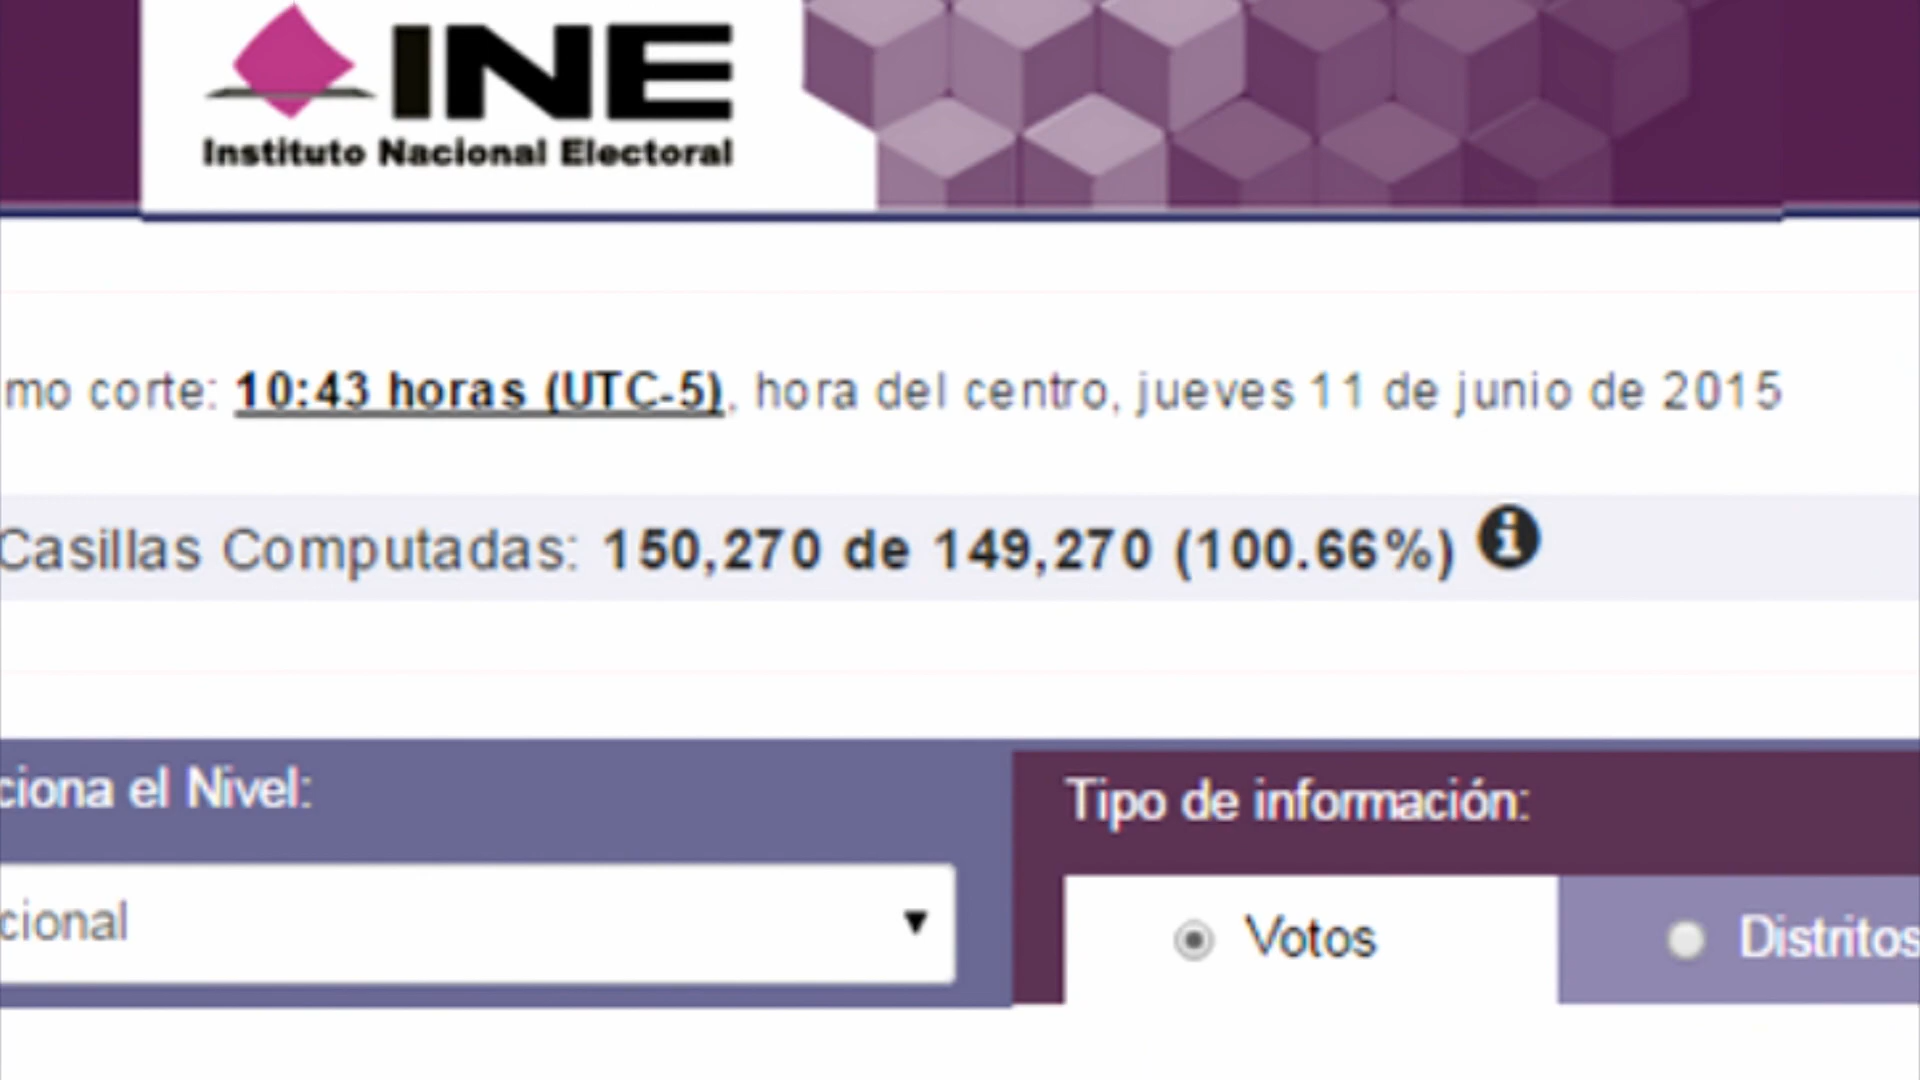 INE
Instituto Nacional Electoral
mo corte: 10:43 horas (UTC-5), hora del centro, jueves 11 de junio de 2015
Casillas Computadas: 150,270 de 149,270 (100.66%)
ciona el Nivel:
Tipo de información:
cional
Votos
Distritos